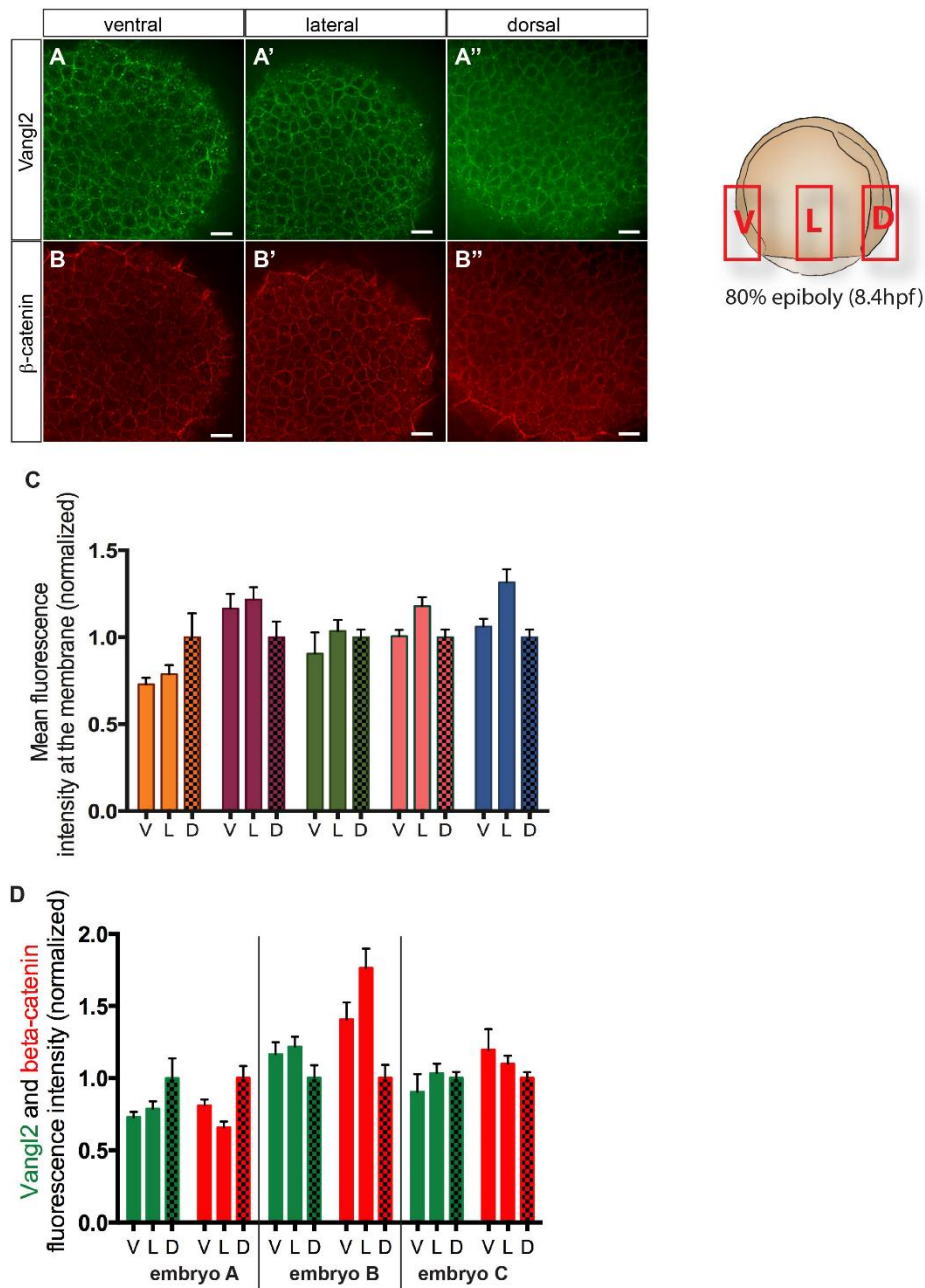 ventral lateral dorsal
Vangl2
A A' A''
β-catenin
B B' B''
V L D
80% epiboly (8.4hpf)
C
Mean fluorescence
intensity at the membrane (normalized)
1.5
1.0
0.5
0.0
V L D V L D V L D V L D V L D
D
Vangl2 and beta-catenin
fluorescence intensity (normalized)
2.0
1.5
1.0
0.5
0.0
V L D V L D V L D V L D V L D V L D
embryo A embryo B embryo C